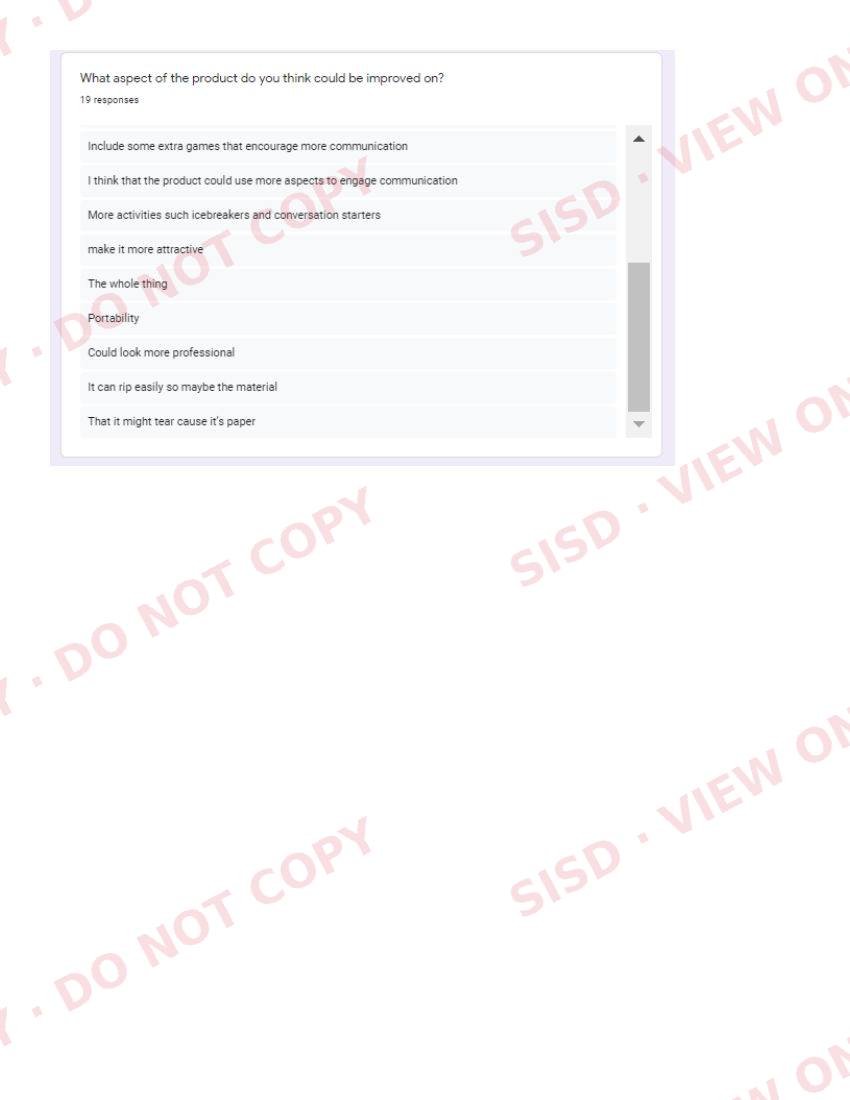 What aspect of the product do you think could be improved on?
19 responses
Include some extra games that encourage more communication
I think that the product could use more aspects to engage communication
More activities such icebreakers and conversation starters
make it more attractive
The whole thing
Portability
Could look more professional
It can rip easily so maybe the material
That it might tear cause it's paper
Y · DO NOT COPY
SISD · VIEW ON
Y · DO NOT COPY
SISD · VIEW ON
Y · DO NOT COPY
SISD · VIEW ON
Y · D
W ON